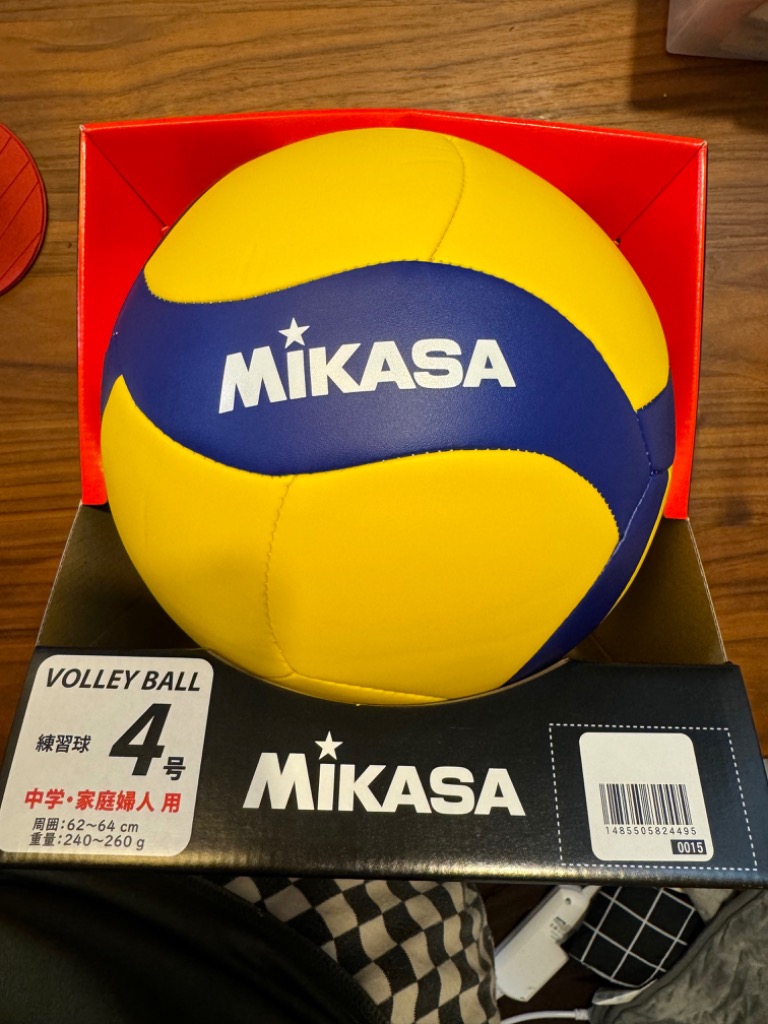 MIKASA
VOLLEY BALL
練習球 4号
中学・家庭婦人 用
周囲：62～64 cm
重量：240～260 g
MIKASA
1485505824495
0015